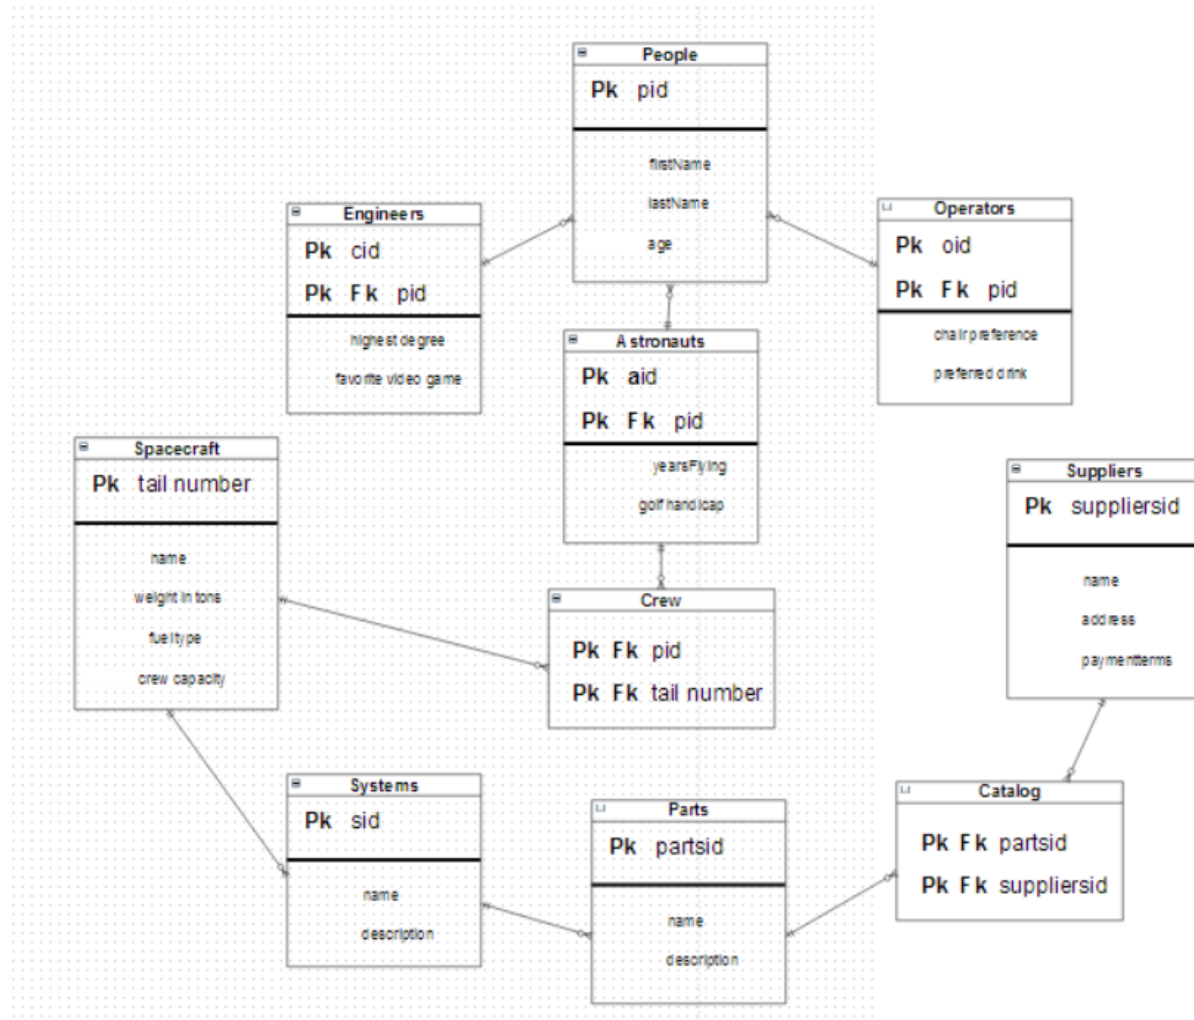 People
Pk pid
firstName
lastName
age
Engineers
Pk cid
Pk Fk pid
highest degree
favorite video game
Operators
Pk oid
Pk Fk pid
chair preference
preferred drink
Astronauts
Pk aid
Pk Fk pid
yearsFlying
golf handicap
Spacecraft
Pk tail number
name
weight in tons
fuel type
crew capacity
Suppliers
Pk suppliersid
name
address
paymentterms
Crew
Pk Fk pid
Pk Fk tail number
Systems
Pk sid
name
description
Parts
Pk partsid
name
description
Catalog
Pk Fk partsid
Pk Fk suppliersid